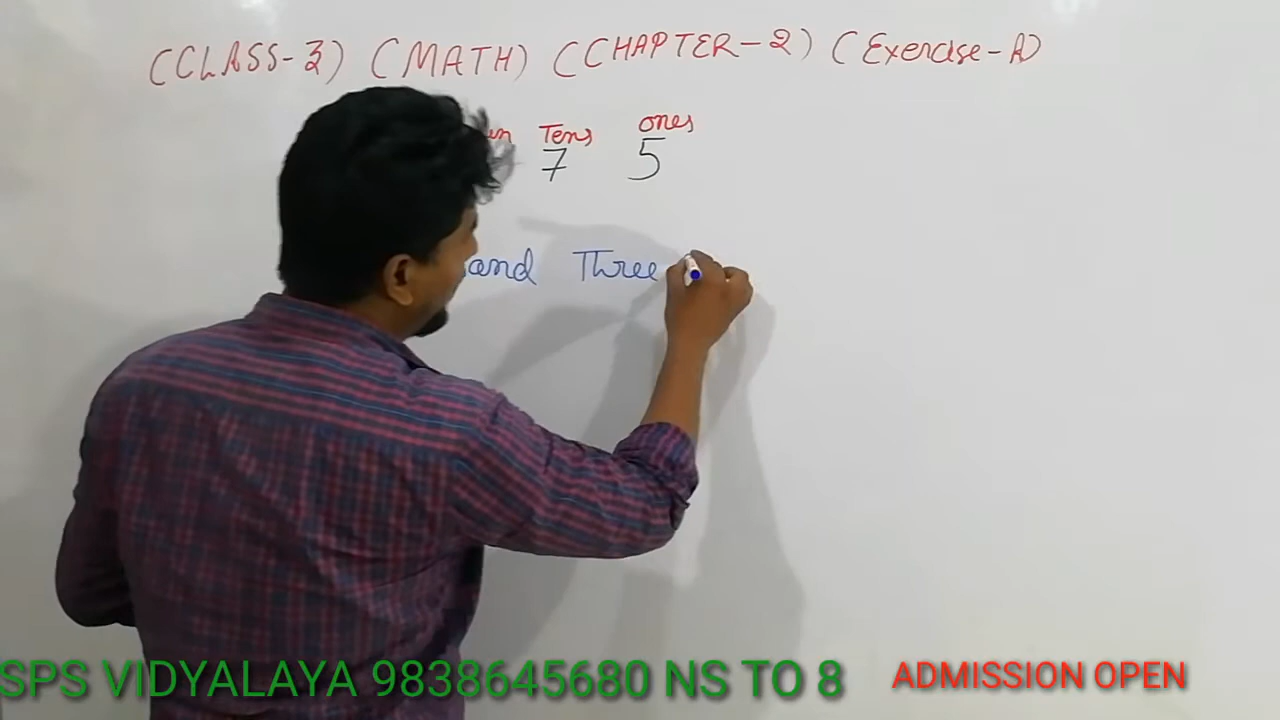 (CLASS-3) (MATH) (CHAPTER-2) (Exercise-A)
Tens ones
7 5
Three
SPS VIDYALAYA 9838645680 NS TO 8 ADMISSION OPEN